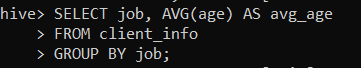 hive> SELECT job, AVG(age) AS avg_age
    > FROM client_info
    > GROUP BY job;